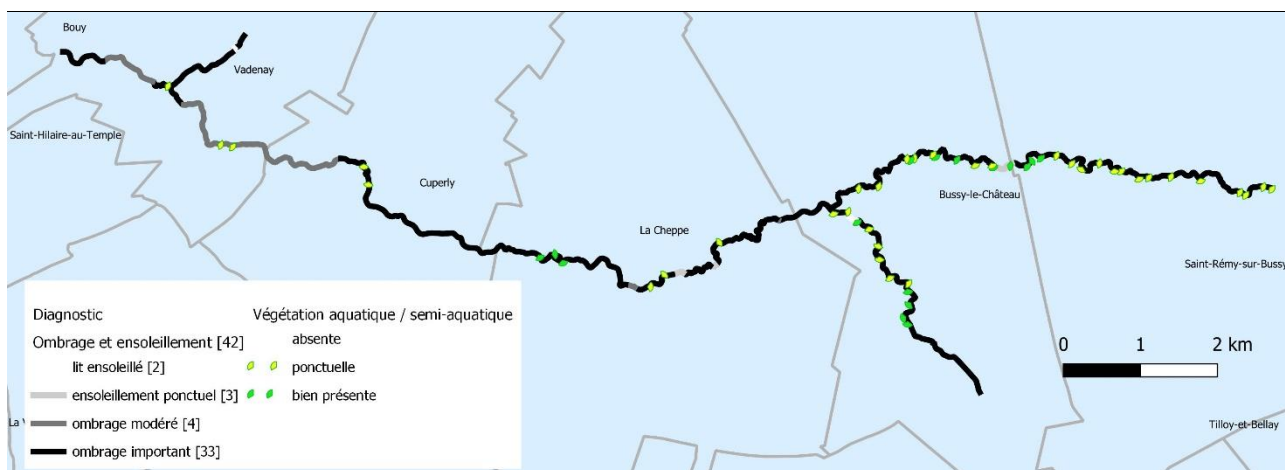 Bouy
Vadenay
Saint-Hilaire-au-Temple
Cuperly
Bussy-le-Château
La Cheppe
Saint-Rémy-sur-Bussy
Diagnostic
Végétation aquatique / semi-aquatique
Ombrage et ensoleillement [42]
absente
lit ensoleillé [2]
ponctuelle
ensoleillement ponctuel [3]
bien présente
ombrage modéré [4]
ombrage important [33]
0 1 2 km
La V
Tilloy-et-Bellay